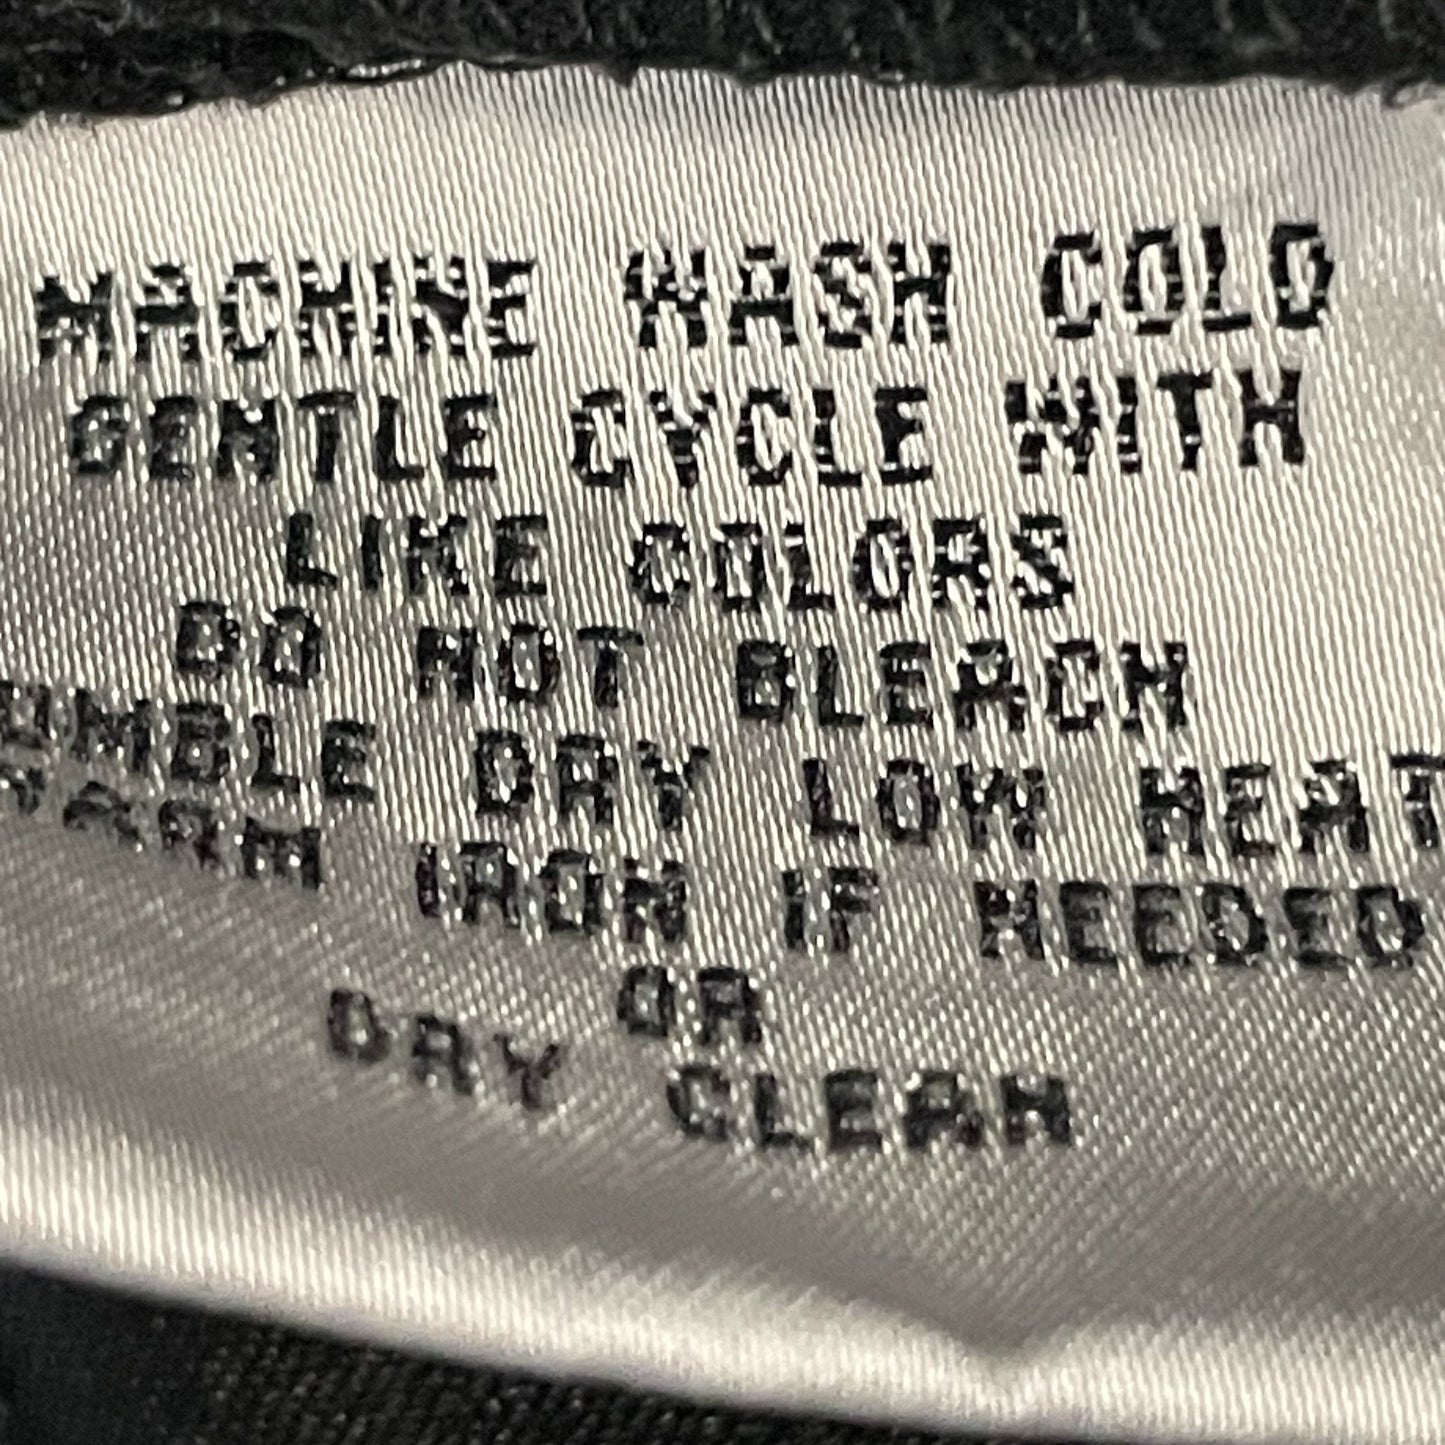 MACHINE WASH COLD
GENTLE CYCLE WITH
LIKE COLORS
DO NOT BLEACH
TUMBLE DRY LOW HEAT
WARM IRON IF NEEDED
OR
DRY CLEAN